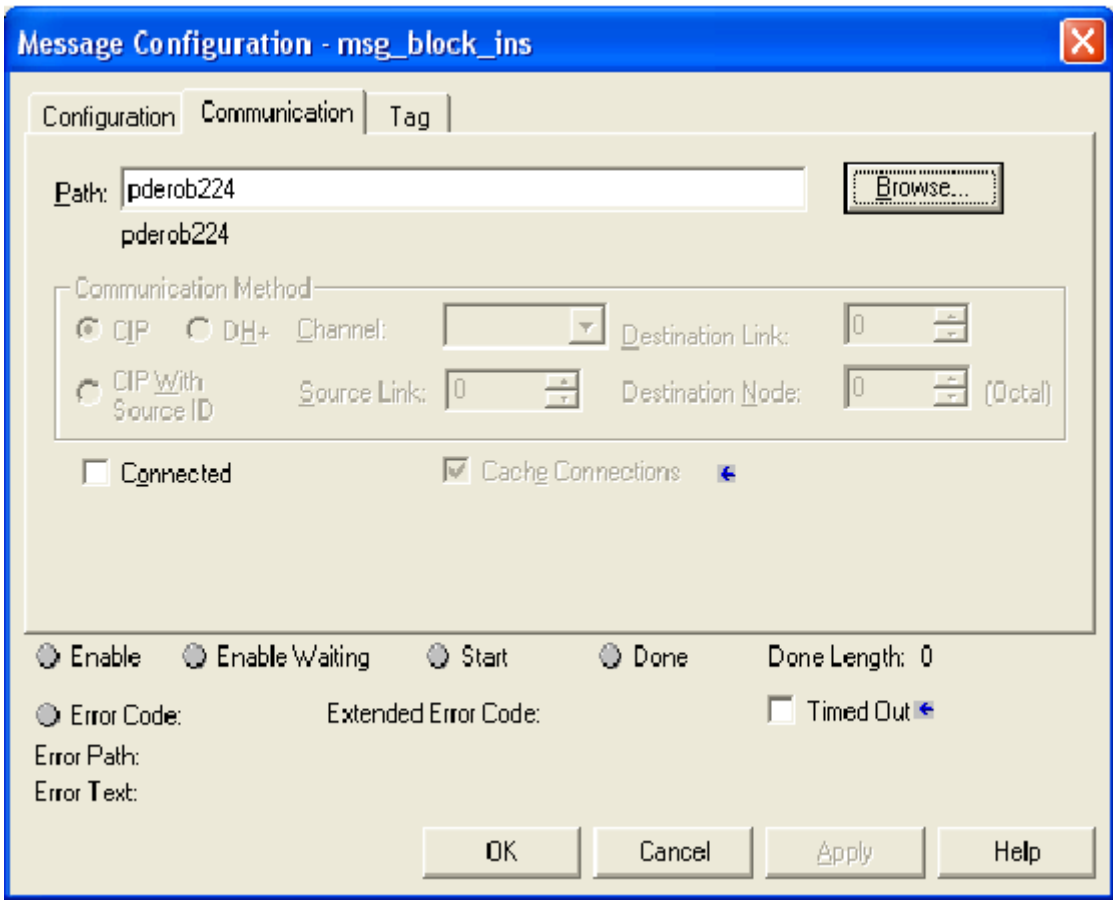 Message Configuration - msg_block_ins
Configuration Communication Tag
Path: pderob224 Browse...
pderob224
Communication Method
CIP DH+ Channel: Destination Link: 0
CIP With Source ID Source Link: 0 Destination Node: 0 (Octal)
Connected Cache Connections
Enable Enable Waiting Start Done Done Length: 0
Error Code: Extended Error Code: Timed Out
Error Path:
Error Text:
OK Cancel Apply Help